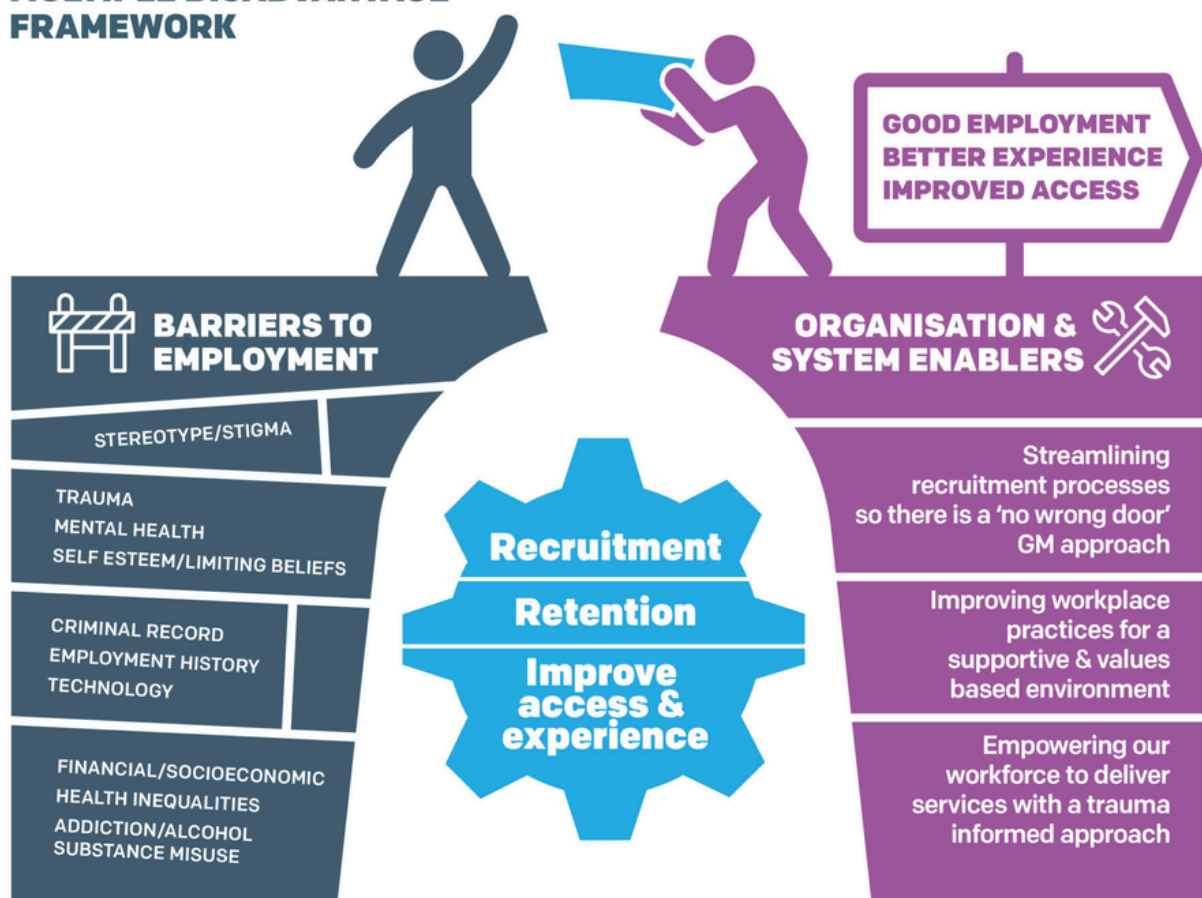 MULTIPLE DISADVANTAGE
FRAMEWORK
GOOD EMPLOYMENT
BETTER EXPERIENCE
IMPROVED ACCESS
BARRIERS TO
EMPLOYMENT
STEREOTYPE/STIGMA
TRAUMA
MENTAL HEALTH
SELF ESTEEM/LIMITING BELIEFS
CRIMINAL RECORD
EMPLOYMENT HISTORY
TECHNOLOGY
FINANCIAL/SOCIOECONOMIC
HEALTH INEQUALITIES
ADDICTION/ALCOHOL
SUBSTANCE MISUSE
Recruitment
Retention
Improve
access &
experience
ORGANISATION &
SYSTEM ENABLERS
Streamlining
recruitment processes
so there is a ‘no wrong door’
GM approach
Improving workplace
practices for a
supportive & values
based environment
Empowering our
workforce to deliver
services with a trauma
informed approach